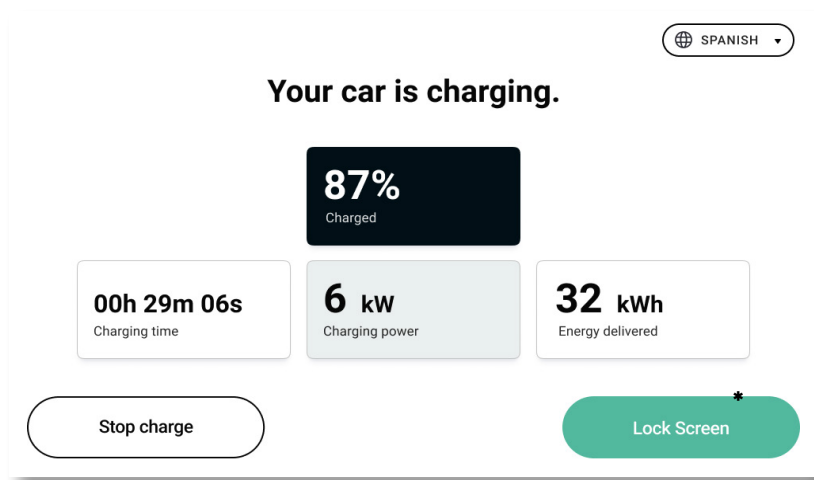 SPANISH
Your car is charging.
87%
Charged
00h 29m 06s
Charging time
6 kW
Charging power
32 kWh
Energy delivered
Stop charge
*
Lock Screen